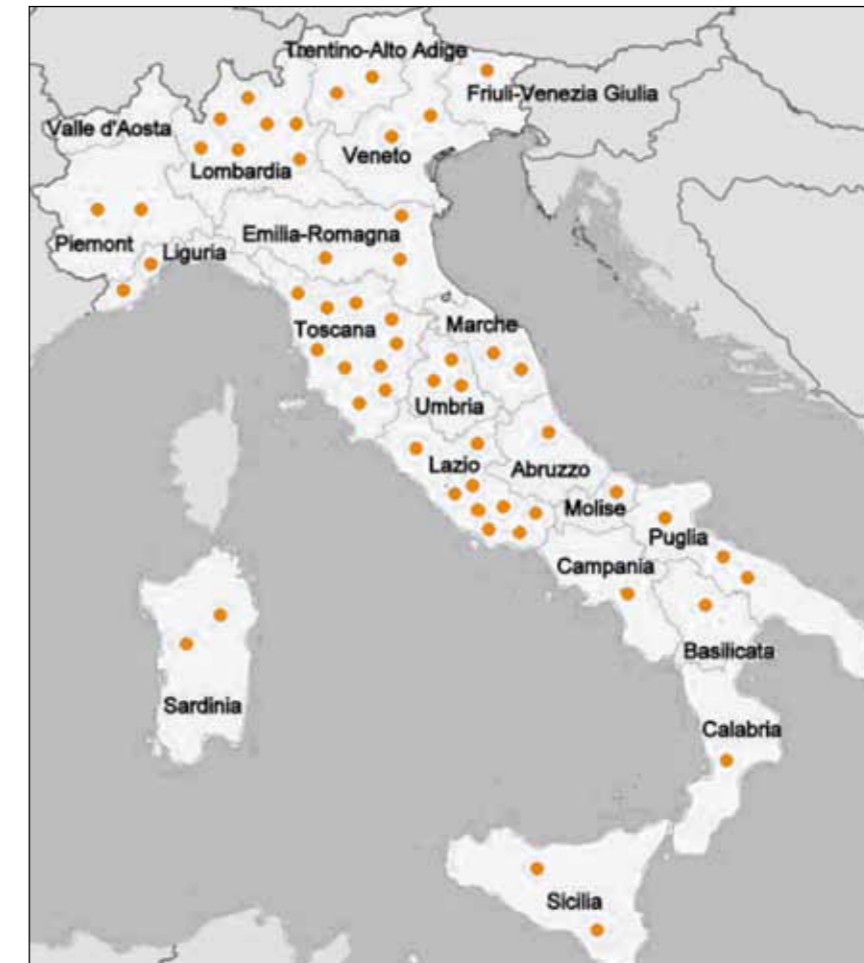 Trentino-Alto Adige
Friuli-Venezia Giulia
Valle d'Aosta
Veneto
Lombardia
Emilia-Romagna
Piemont
Liguria
Marche
Toscana
Umbria
Lazio
Abruzzo
Molise
Puglia
Campania
Basilicata
Sardinia
Calabria
Sicilia